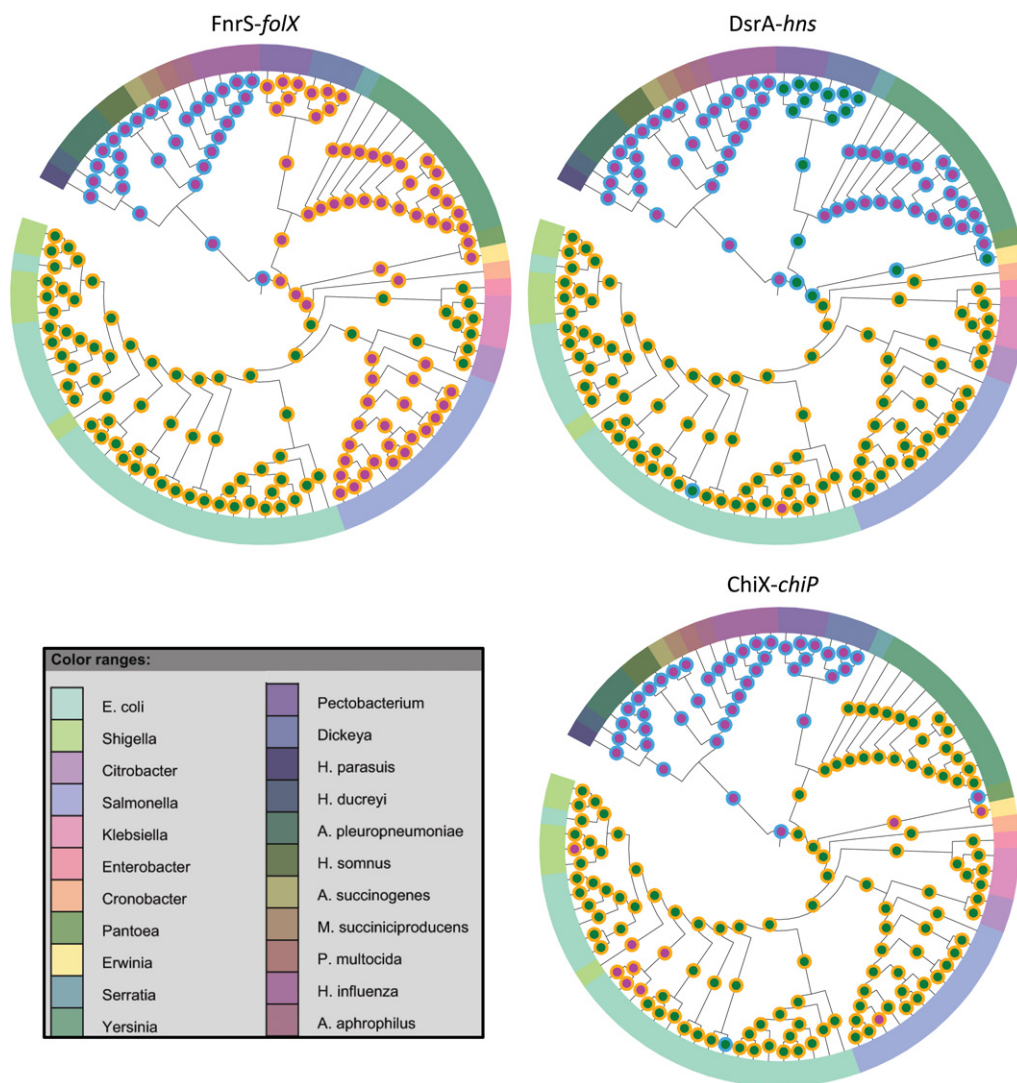 FnrS-folX
DsrA-hns
ChiX-chiP
Color ranges:
E. coli
Shigella
Citrobacter
Salmonella
Klebsiella
Enterobacter
Cronobacter
Pantoea
Erwinia
Serratia
Yersinia
Pectobacterium
Dickeya
H. parasuis
H. ducreyi
A. pleuropneumoniae
H. somnus
A. succinogenes
M. succiniciproducens
P. multocida
H. influenza
A. aphrophilus